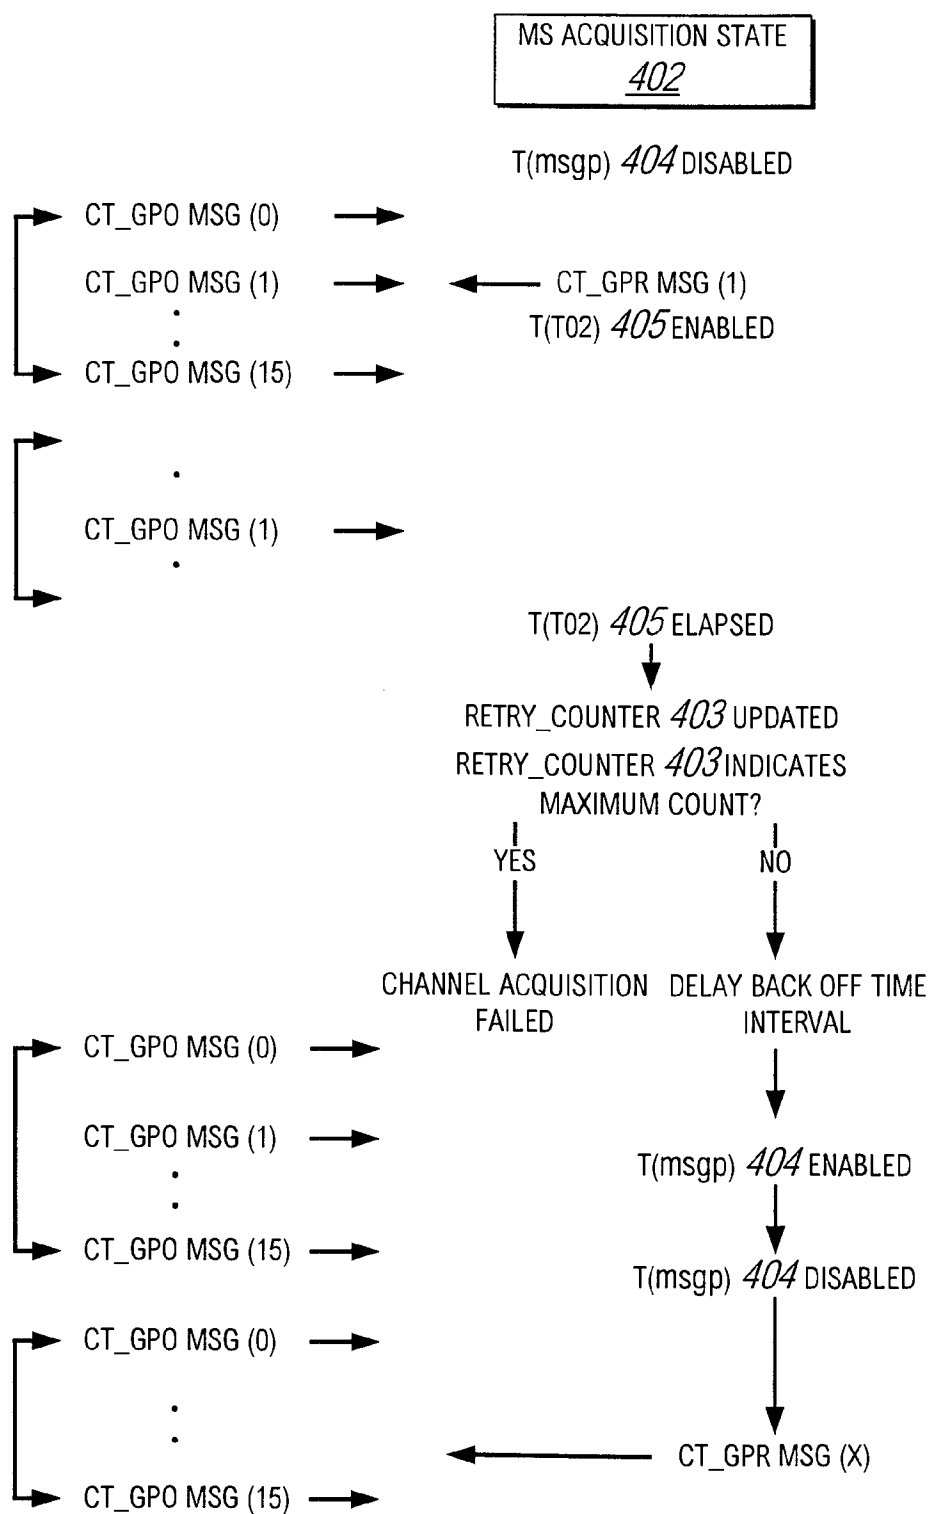 MS ACQUISITION STATE
402
T(msgp) 404 DISABLED
CT_GPO MSG (0)
CT_GPO MSG (1)
CT_GPR MSG (1)
T(T02) 405 ENABLED
CT_GPO MSG (15)
CT_GPO MSG (1)
T(T02) 405 ELAPSED
RETRY_COUNTER 403 UPDATED
RETRY_COUNTER 403 INDICATES
MAXIMUM COUNT?
YES NO
CHANNEL ACQUISITION
FAILED
DELAY BACK OFF TIME
INTERVAL
CT_GPO MSG (0)
CT_GPO MSG (1)
T(msgp) 404 ENABLED
CT_GPO MSG (15)
T(msgp) 404 DISABLED
CT_GPO MSG (0)
CT_GPR MSG (X)
CT_GPO MSG (15)